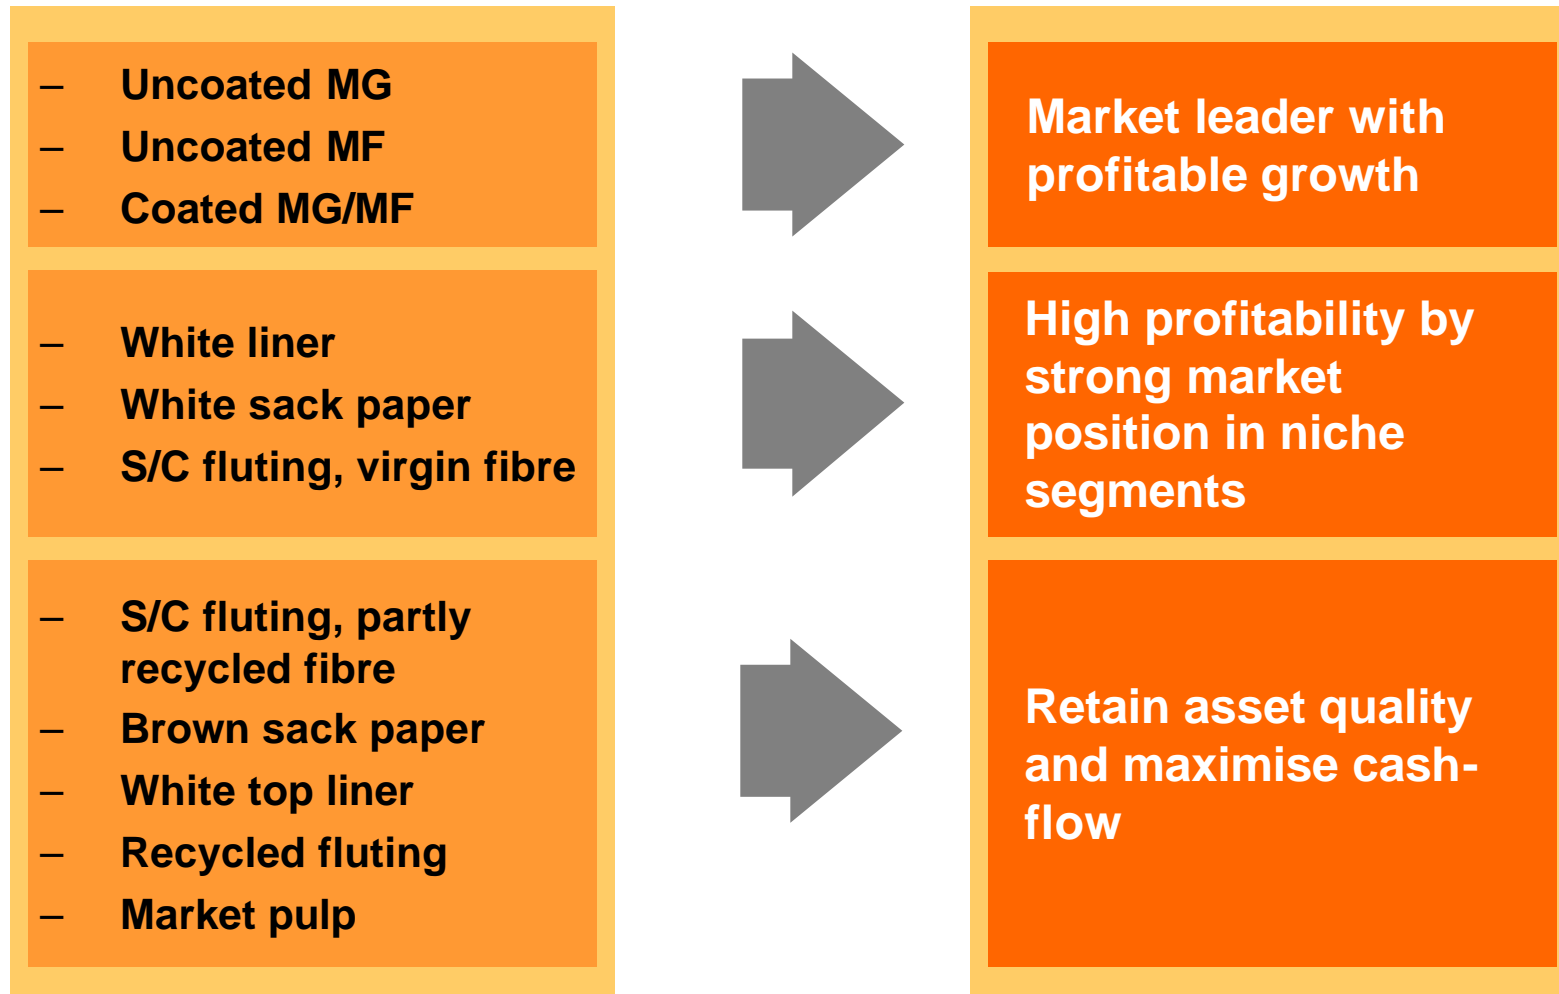 – Uncoated MG
– Uncoated MF
– Coated MG/MF
Market leader with
profitable growth
– White liner
– White sack paper
– S/C fluting, virgin fibre
High profitability by
strong market
position in niche
segments
– S/C fluting, partly
recycled fibre
– Brown sack paper
– White top liner
– Recycled fluting
– Market pulp
Retain asset quality
and maximise cash-
flow